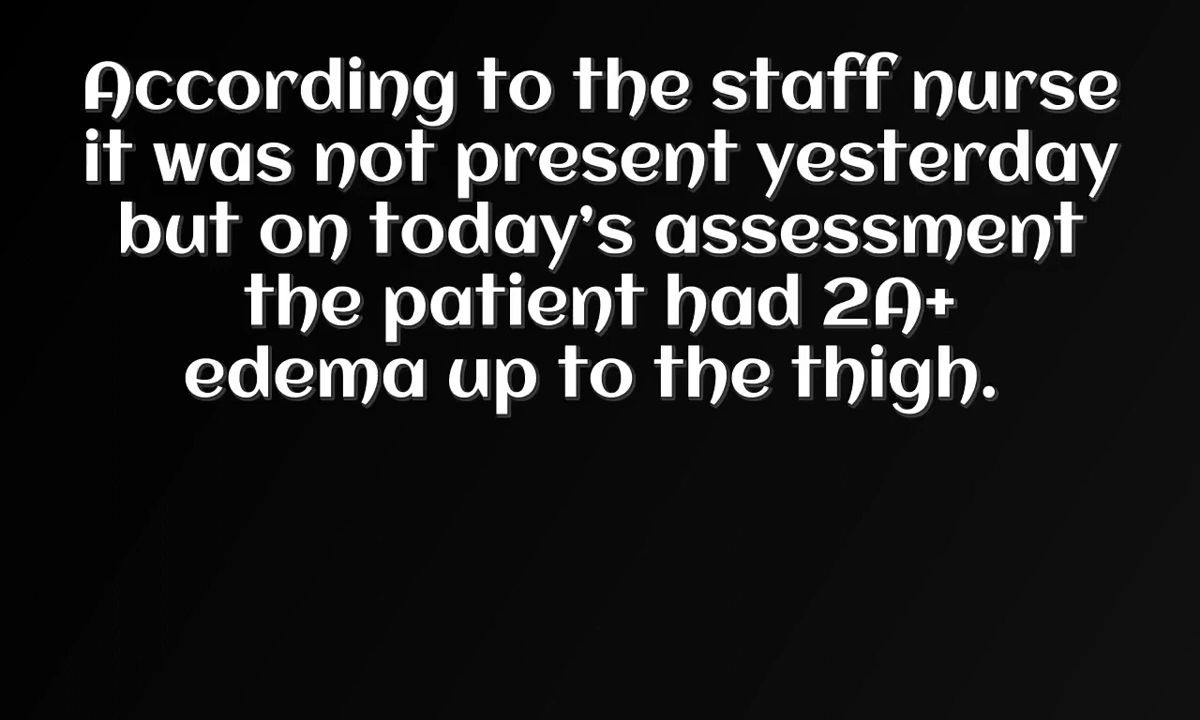 According to the staff nurse
it was not present yesterday
but on today's assessment
the patient had 2A+
edema up to the thigh.